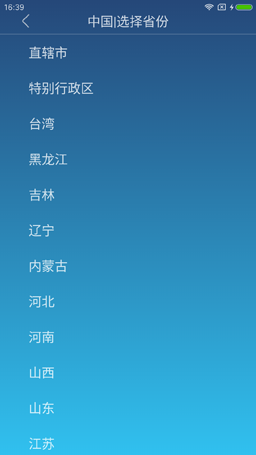 16:39
中国|选择省份
直辖市
特别行政区
台湾
黑龙江
吉林
辽宁
内蒙古
河北
河南
山西
山东
江苏